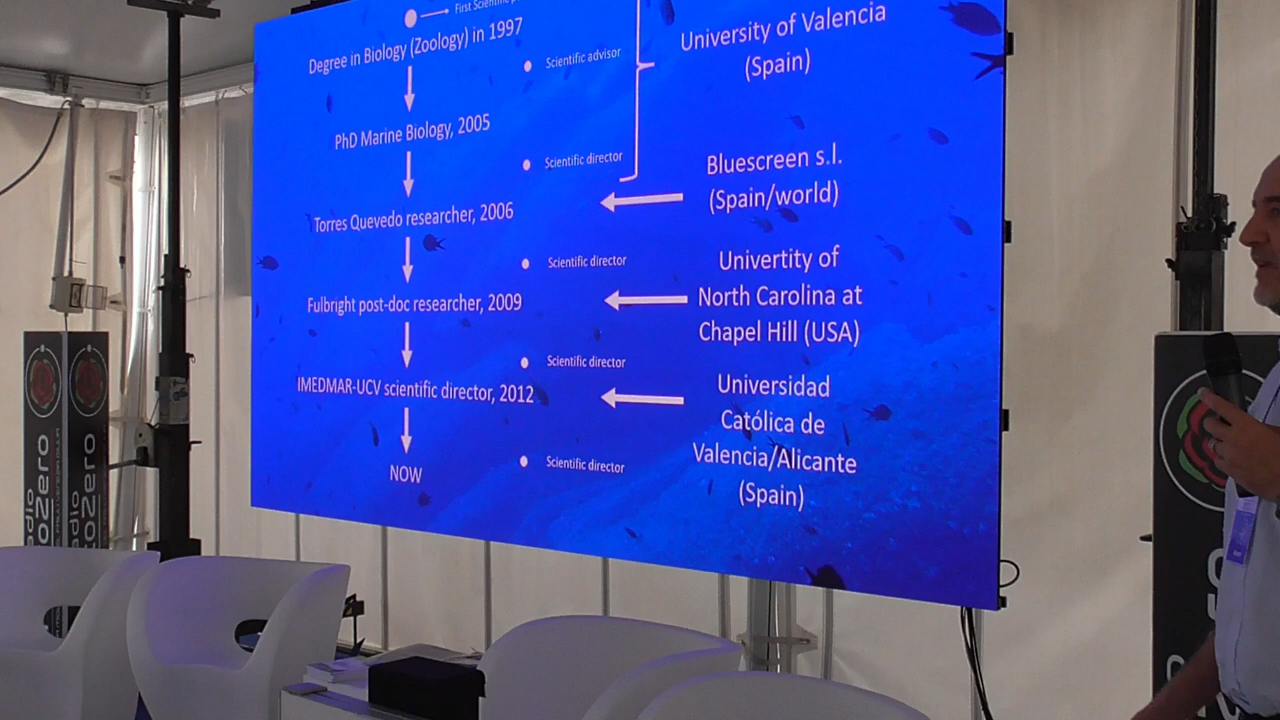 First Scientific
Degree in Biology (Zoology) in 1997
Scientific advisor
University of Valencia
(Spain)
PhD Marine Biology, 2005
Scientific director
Bluescreen s.l.
(Spain/world)
Torres Quevedo researcher, 2006
Scientific director
Univertity of
North Carolina at
Chapel Hill (USA)
Fulbright post-doc researcher, 2009
Scientific director
IMEDMAR-UCV scientific director, 2012
Universidad
Católica de
Valencia/Alicante
(Spain)
NOW
Scientific director